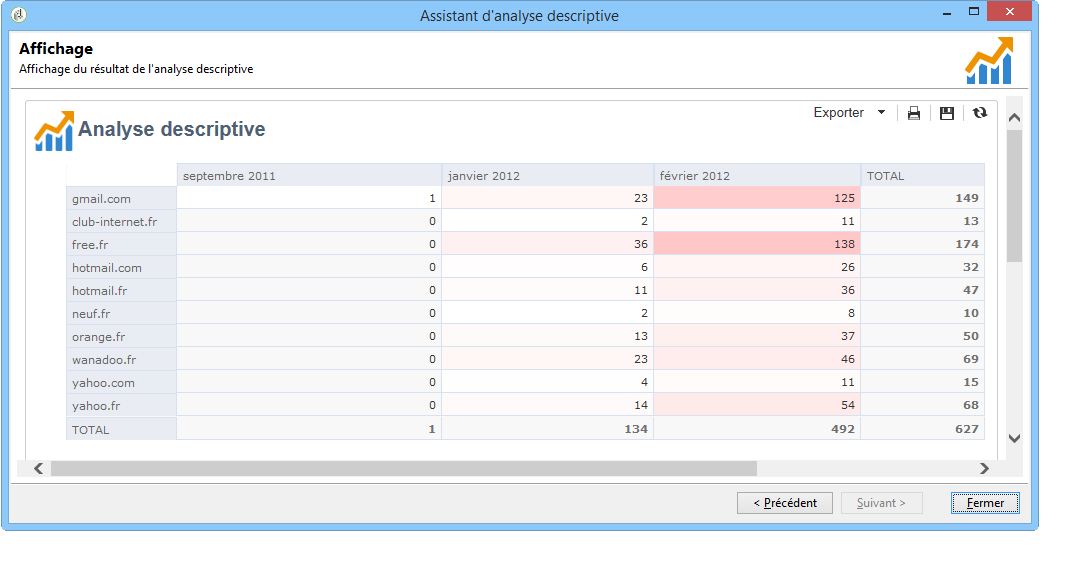 Assistant d'analyse descriptive
Affichage
Affichage du résultat de l'analyse descriptive
Exporter
Analyse descriptive
septembre 2011 janvier 2012 février 2012 TOTAL
gmail.com 1 23 125 149
club-internet.fr 0 2 11 13
free.fr 0 36 138 174
hotmail.com 0 6 26 32
hotmail.fr 0 11 36 47
neuf.fr 0 2 8 10
orange.fr 0 13 37 50
wanadoo.fr 0 23 46 69
yahoo.com 0 4 11 15
yahoo.fr 0 14 54 68
TOTAL 1 134 492 627
< Précédent Suivant > Fermer